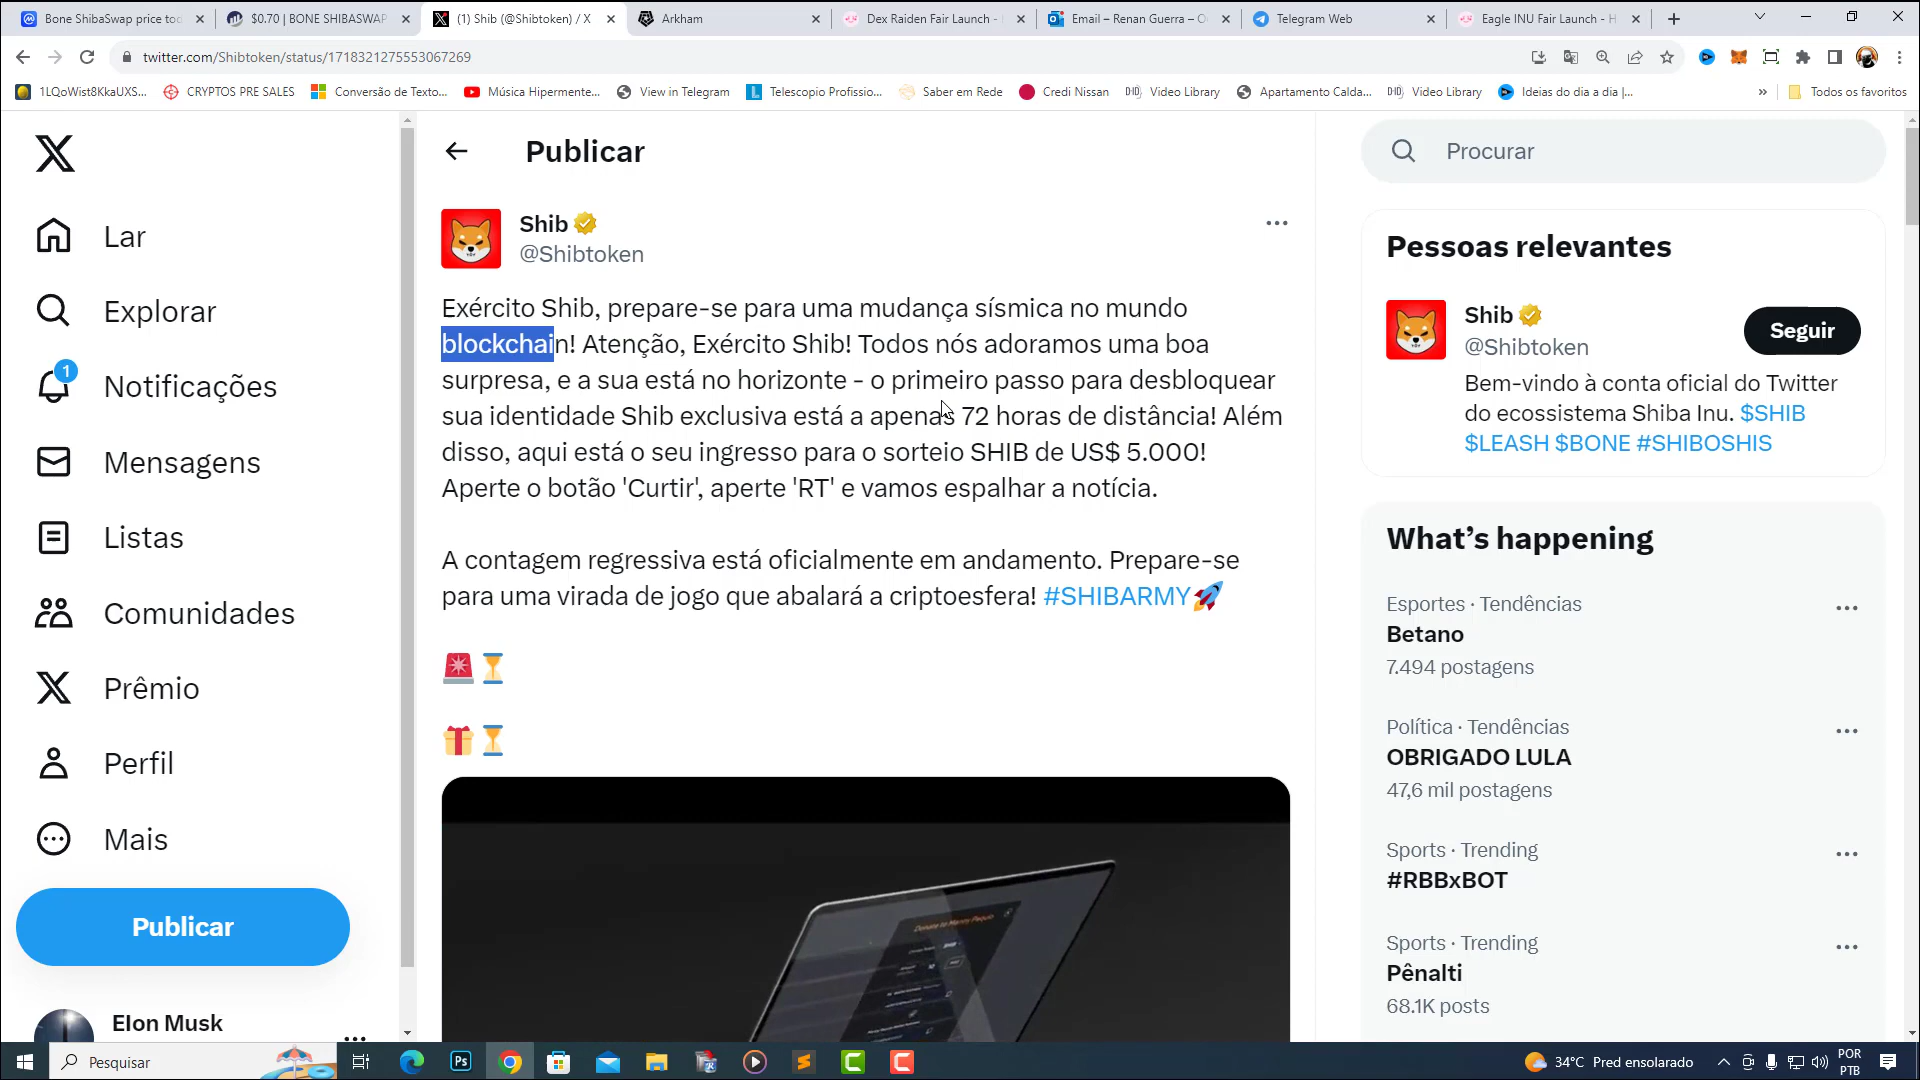 Bone ShibaSwap price too
$0.70 | BONE SHIBASWAP
(1) Shib (@Shibtoken) / X
Arkham
Dex Raiden Fair Launch -
Email – Renan Guerra – O
Telegram Web
Eagle INU Fair Launch - H
twitter.com/Shibtoken/status/1718321275553067269
1LQoWist8KkaUXS...
CRYPTOS PRE SALES
Conversão de Texto...
Música Hipermente...
View in Telegram
Telescopio Profissio...
Saber em Rede
Credi Nissan
Video Library
Apartamento Calda...
Video Library
Ideias do dia a dia |...
Todos os favoritos
Lar
Explorar
1
Notificações
Mensagens
Listas
Comunidades
Prêmio
Perfil
Mais
Publicar
Elon Musk
Publicar
Shib
@Shibtoken
Exército Shib, prepare-se para uma mudança sísmica no mundo
blockchain! Atenção, Exército Shib! Todos nós adoramos uma boa
surpresa, e a sua está no horizonte - o primeiro passo para desbloquear
sua identidade Shib exclusiva está a apenas 72 horas de distância! Além
disso, aqui está o seu ingresso para o sorteio SHIB de US$ 5.000!
Aperte o botão 'Curtir', aperte 'RT' e vamos espalhar a notícia.
A contagem regressiva está oficialmente em andamento. Prepare-se
para uma virada de jogo que abalará a criptoesfera! #SHIBARMY🚀
🚨⏳
🎁⏳
Procurar
Pessoas relevantes
Shib
@Shibtoken
Seguir
Bem-vindo à conta oficial do Twitter
do ecossistema Shiba Inu. $SHIB
$LEASH $BONE #SHIBOSHIS
What's happening
Esportes · Tendências
Betano
7.494 postagens
Política · Tendências
OBRIGADO LULA
47,6 mil postagens
Sports · Trending
#RBBxBOT
Sports · Trending
Pênalti
68.1K posts
Pesquisar
Ps
34°C Pred ensolarado
POR
PTB